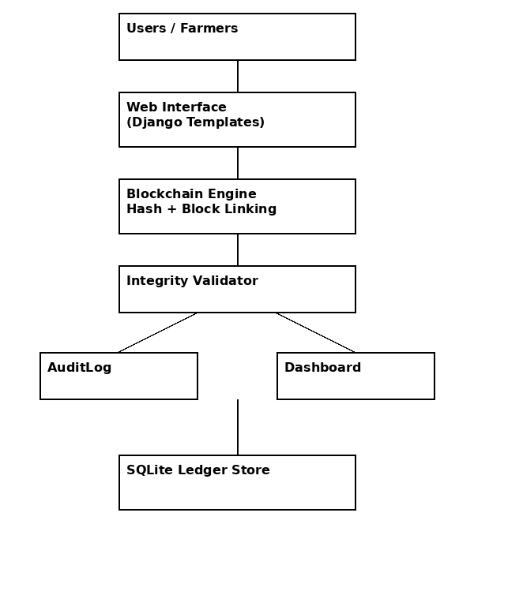 Users / Farmers
Web Interface
(Django Templates)
Blockchain Engine
Hash + Block Linking
Integrity Validator
AuditLog
Dashboard
SQLite Ledger Store